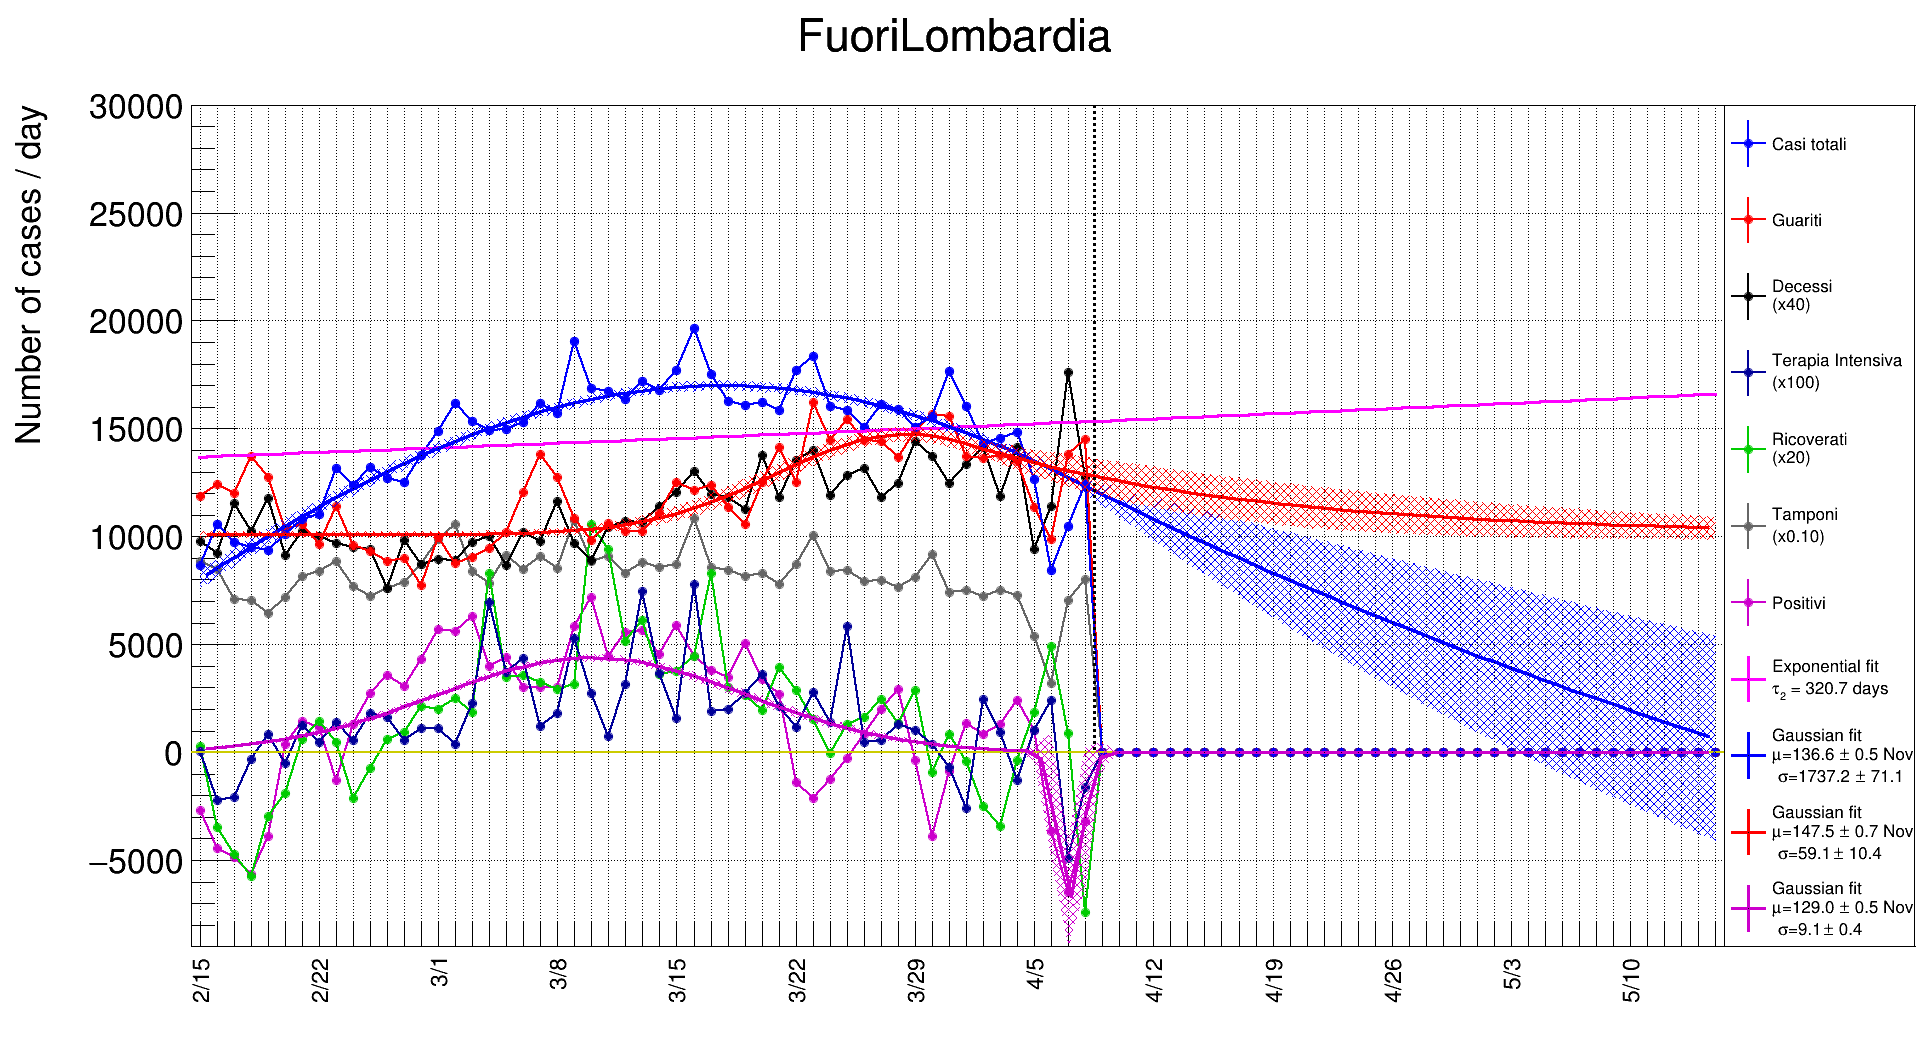 FuoriLombardia
Number of cases / day
30000
25000
20000
15000
10000
5000
0
−5000
2/15
2/22
3/1
3/8
3/15
3/22
3/29
4/5
4/12
4/19
4/26
5/3
5/10
Casi totali
Guariti
Decessi
(x40)
Terapia Intensiva
(x100)
Ricoverati
(x20)
Tamponi
(x0.10)
Positivi
Exponential fit
τ₂ = 320.7 days
Gaussian fit
μ=136.6 ± 0.5 Nov
σ=1737.2 ± 71.1
Gaussian fit
μ=147.5 ± 0.7 Nov
σ=59.1 ± 10.4
Gaussian fit
μ=129.0 ± 0.5 Nov
σ=9.1 ± 0.4